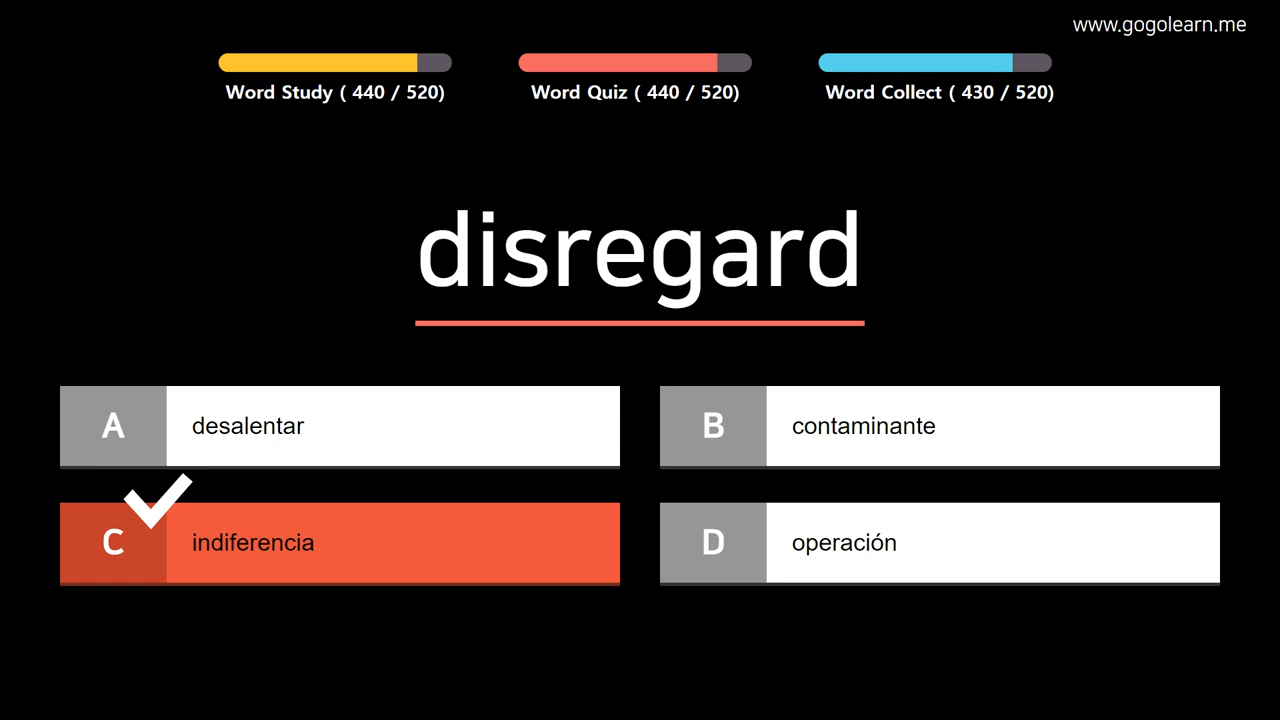 www.gogolearn.me
Word Study ( 440 / 520)
Word Quiz ( 440 / 520)
Word Collect ( 430 / 520)
disregard
A desalentar
B contaminante
C indiferencia
D operación